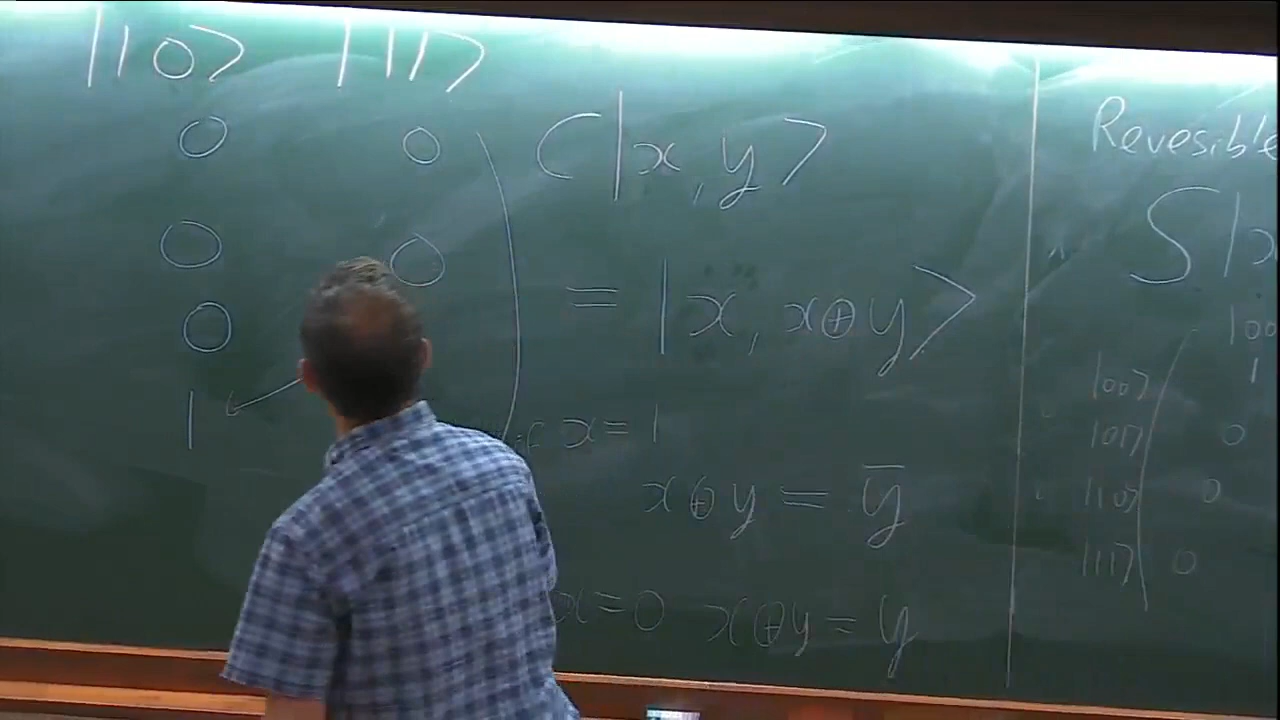 |10> |11>
0 0
0 0
0
1
C|x, y>
= |x, x⊕y>
if x = 1
x⊕y = y̅
x=0 x⊕y = y
Revesible
S|x
|00
|00> 1
|01> 0
|10> 0
|11> 0